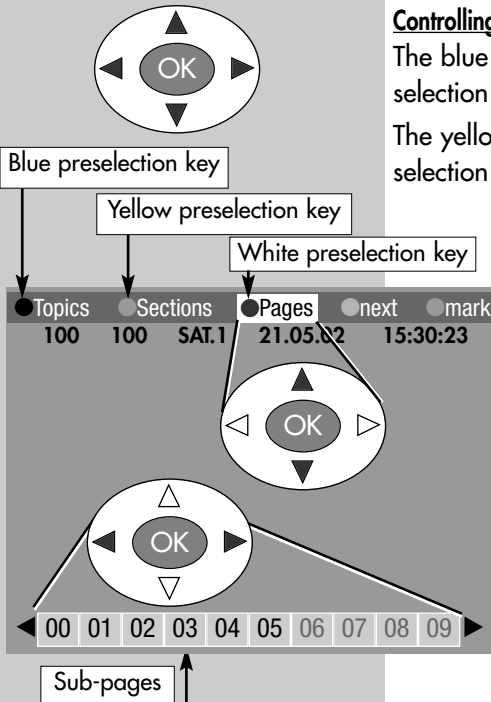 Controlling
The blue
selection
The yello
selection
OK
Blue preselection key
Yellow preselection key
White preselection key
Topics Sections Pages next mark
100 100 SAT.1 21.05.02 15:30:23
OK
OK
00 01 02 03 04 05 06 07 08 09
Sub-pages